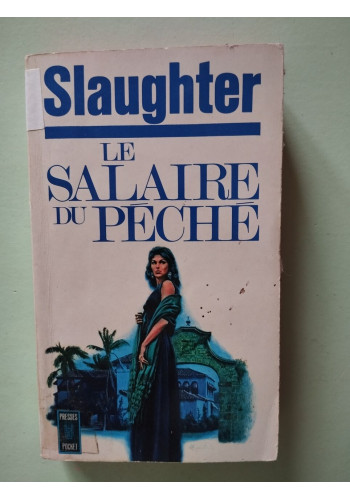 Slaughter
LE
SALAIRE
DU PÉCHÉ
PRESSES
POCKET